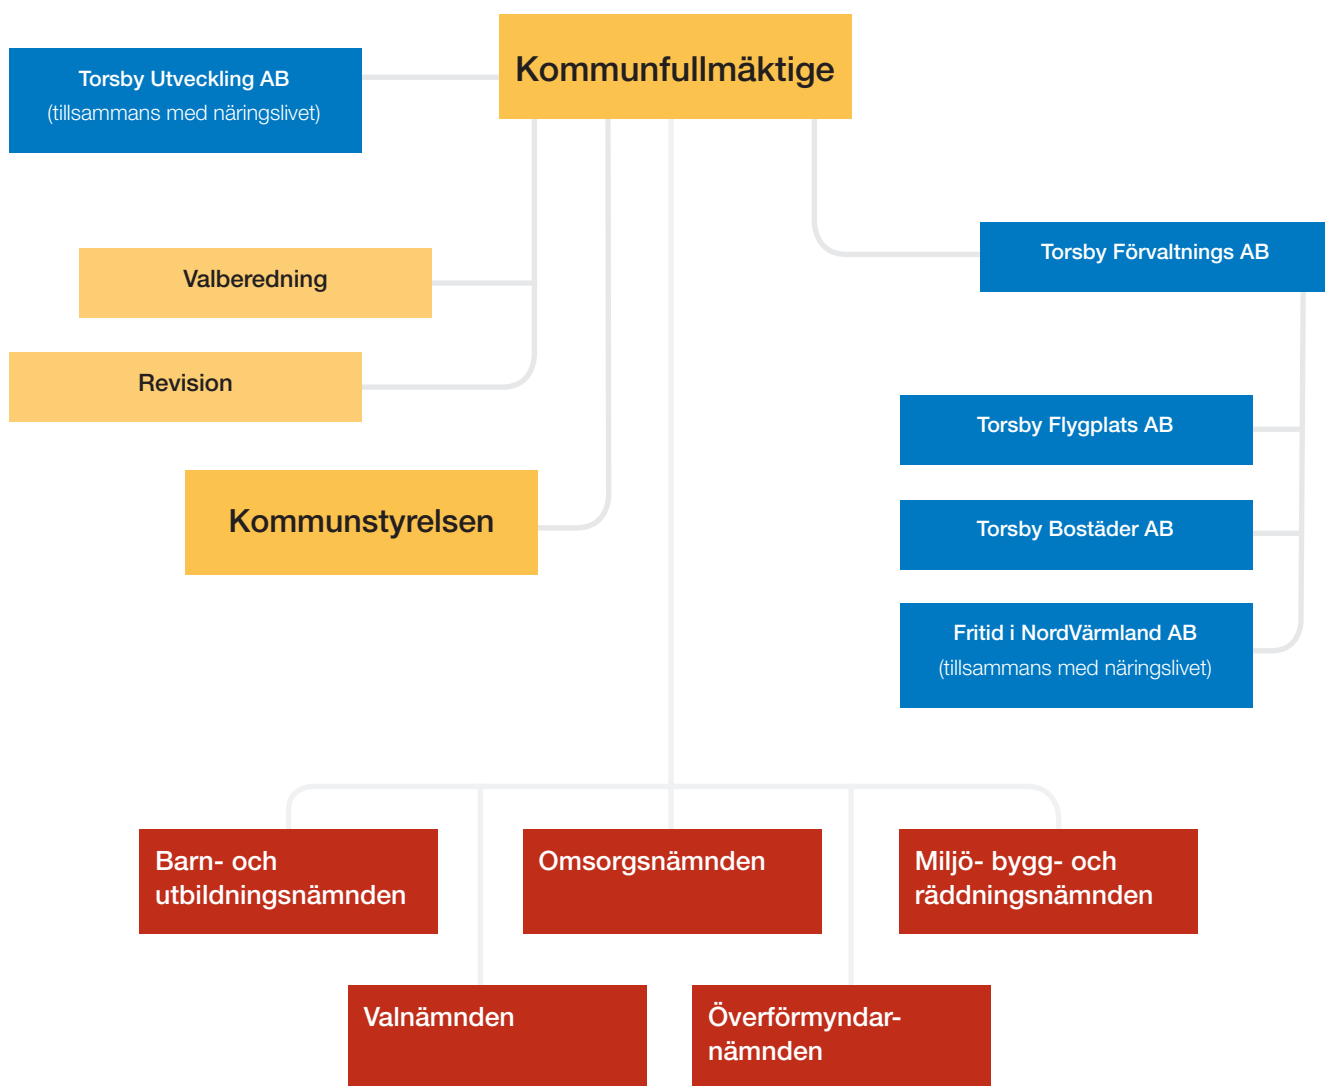 Kommunfullmäktige
Torsby Utveckling AB
(tillsammans med näringslivet)
Torsby Förvaltnings AB
Valberedning
Revision
Torsby Flygplats AB
Kommunstyrelsen
Torsby Bostäder AB
Fritid i NordVärmland AB
(tillsammans med näringslivet)
Barn- och
utbildningsnämnden
Omsorgsnämnden
Miljö- bygg- och
räddningsnämnden
Valnämnden
Överförmyndar-
nämnden